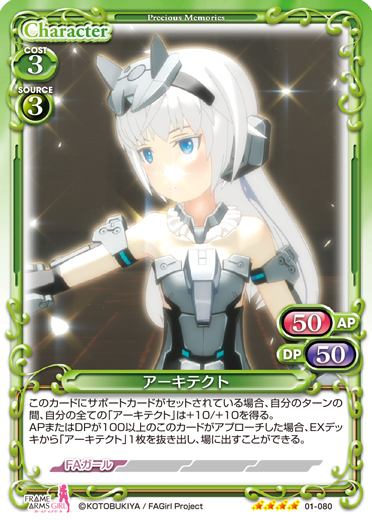 Precious Memories
Character
COST
3
SOURCE
3
50 AP
DP 50
アーキテクト
このカードにサポートカードがセットされている場合、自分のターンの
間、自分の全ての「アーキテクト」は+10/+10を得る。
APまたはDPが100以上のこのカードがアプローチした場合、EXデ
ッキから「アーキテクト」1枚を抜き出し、場に出すことができる。
FAガール
FRAME
ARMS GIRL
©KOTOBUKIYA / FAGirl Project
01-080